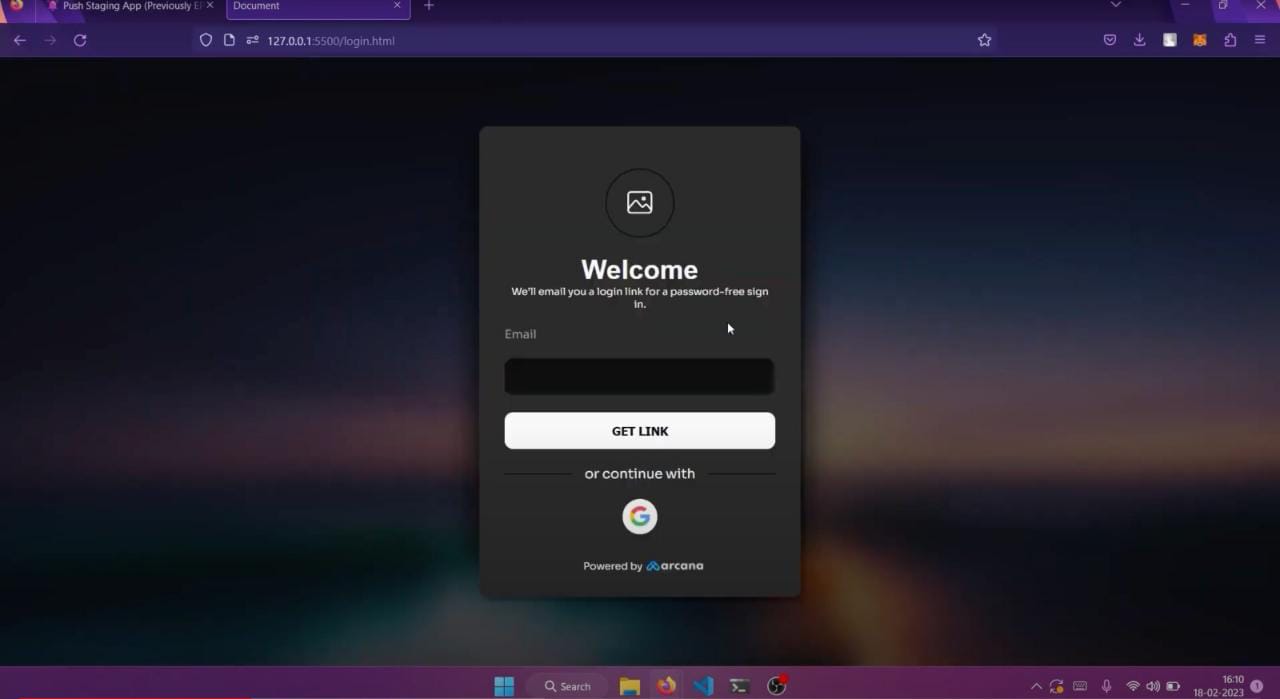 Push Staging App (Previously E
Document
127.0.0.1:5500/login.html
Welcome
We'll email you a login link for a password-free sign
in.
Email
GET LINK
or continue with
Powered by arcana
Search
16:10
18-02-2023
1